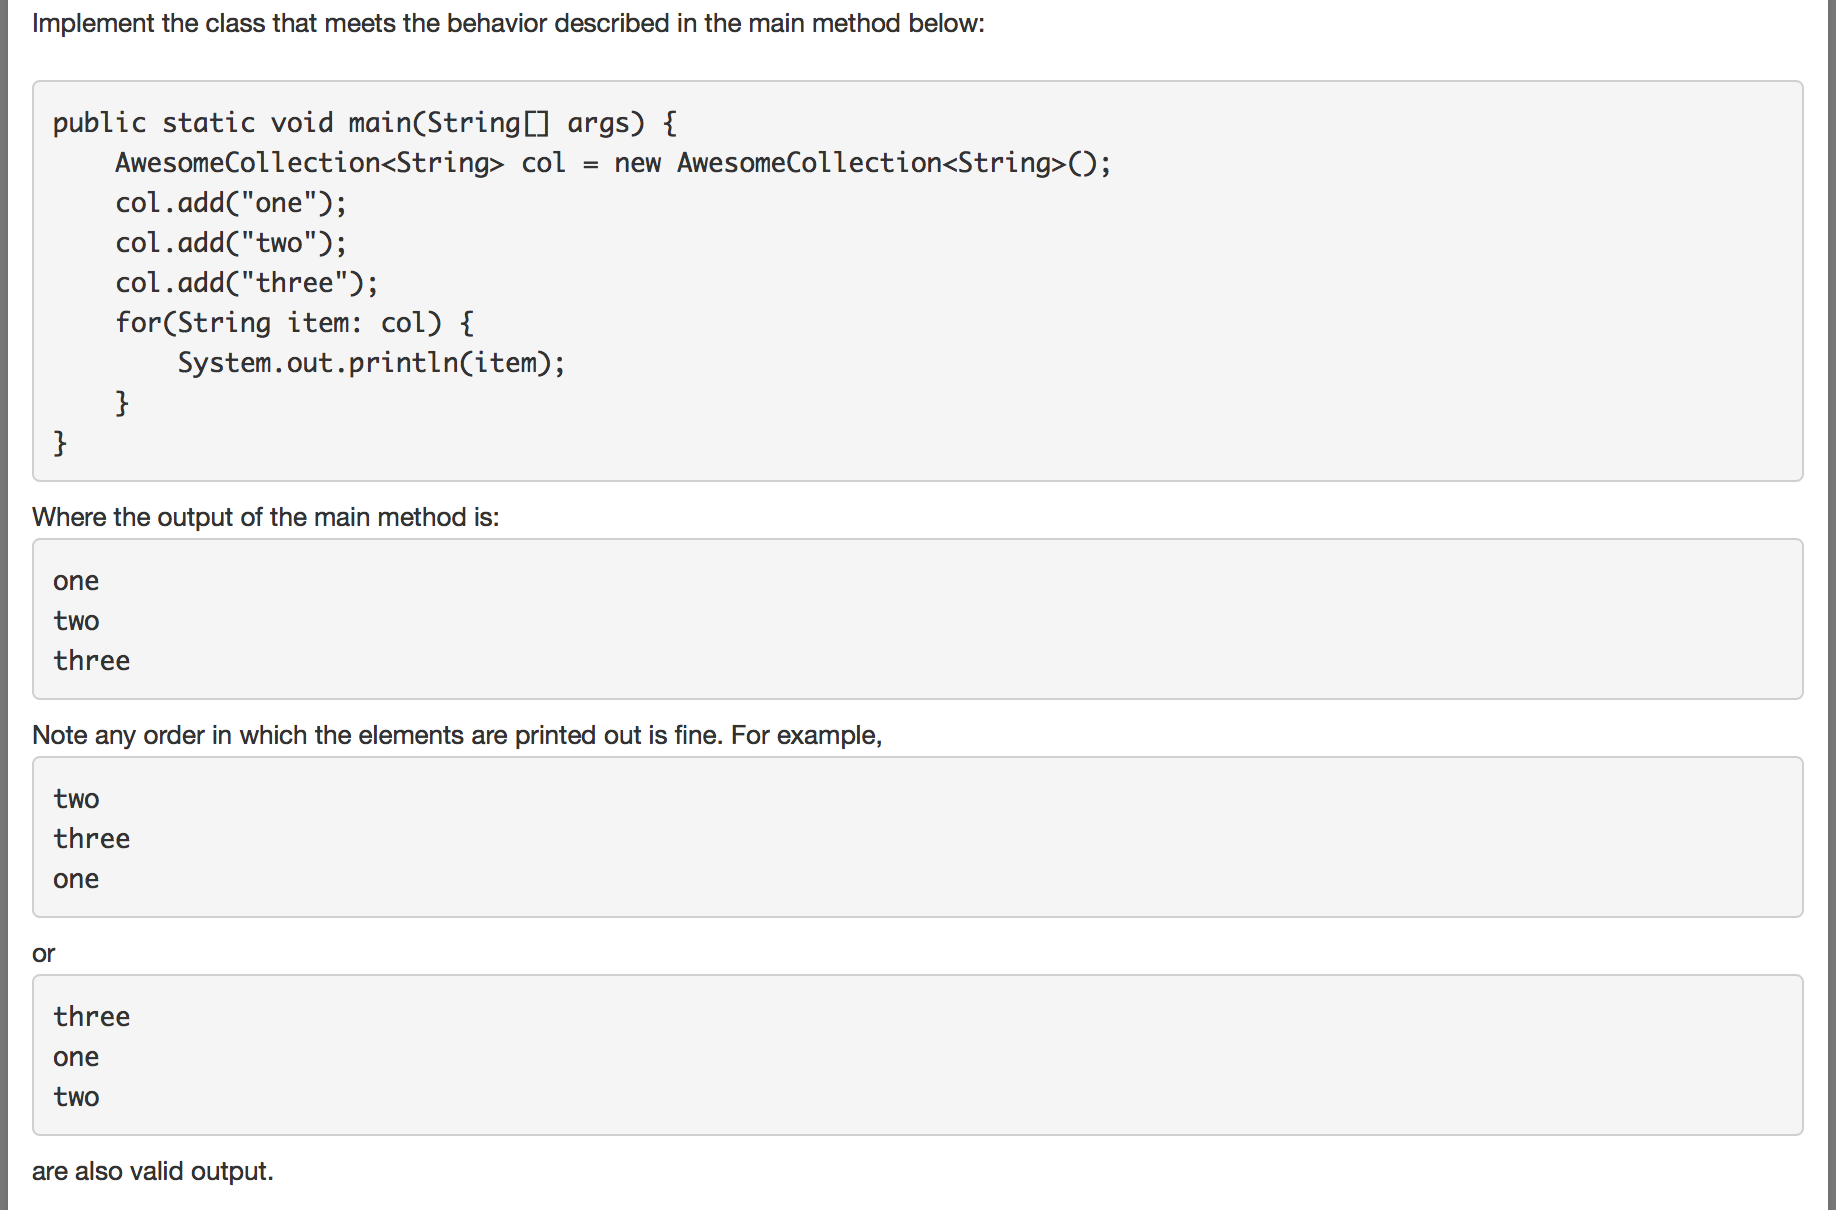 Implement the class that meets the behavior described in the main method below:
public static void main(String[] args) {
    AwesomeCollection<String> col = new AwesomeCollection<String>();
    col.add("one");
    col.add("two");
    col.add("three");
    for(String item: col) {
        System.out.println(item);
    }
}
Where the output of the main method is:
one
two
three
Note any order in which the elements are printed out is fine. For example,
two
three
one
or
three
one
two
are also valid output.